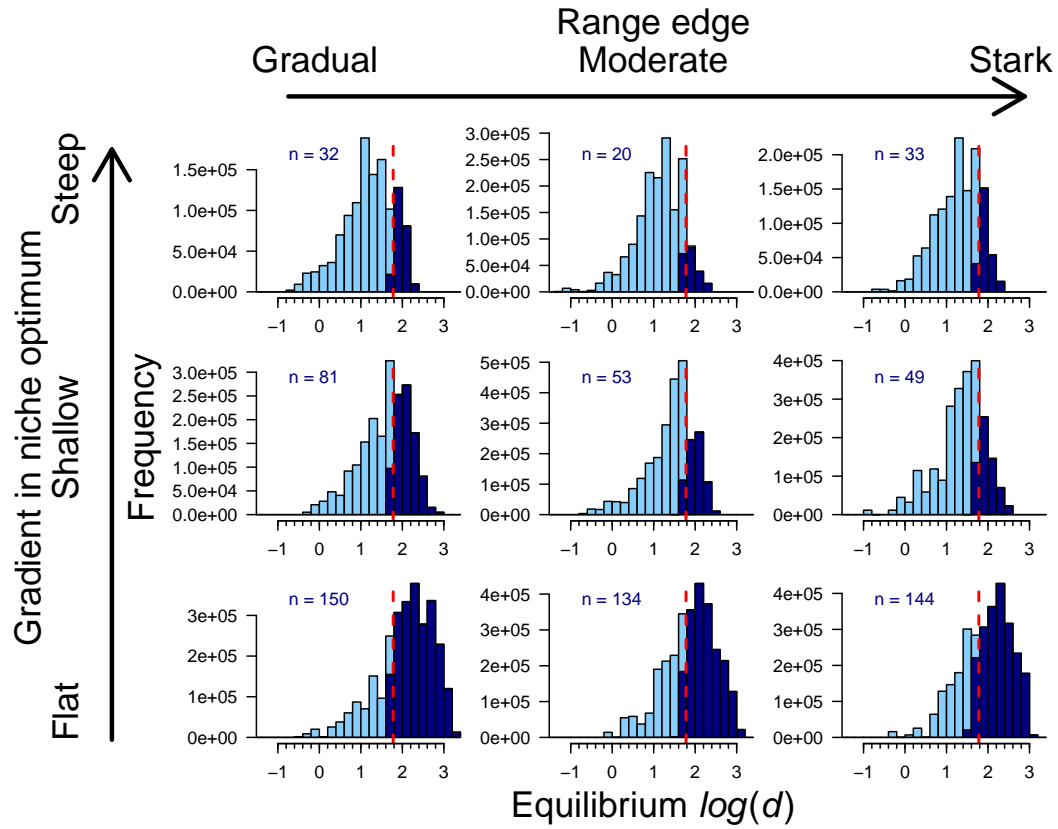 Range edge
Gradual Moderate Stark
Gradient in niche optimum
Steep
Shallow
Flat
Frequency
n = 32
1.5e+05
1.0e+05
5.0e+04
0.0e+00
−1 0 1 2 3
n = 20
3.0e+05
2.5e+05
2.0e+05
1.5e+05
1.0e+05
5.0e+04
0.0e+00
−1 0 1 2 3
n = 33
2.0e+05
1.5e+05
1.0e+05
5.0e+04
0.0e+00
−1 0 1 2 3
n = 81
3.0e+05
2.5e+05
2.0e+05
1.5e+05
1.0e+05
5.0e+04
0.0e+00
−1 0 1 2 3
n = 53
5e+05
4e+05
3e+05
2e+05
1e+05
0e+00
−1 0 1 2 3
n = 49
4e+05
3e+05
2e+05
1e+05
0e+00
−1 0 1 2 3
n = 150
3e+05
2e+05
1e+05
0e+00
−1 0 1 2 3
n = 134
4e+05
3e+05
2e+05
1e+05
0e+00
−1 0 1 2 3
n = 144
4e+05
3e+05
2e+05
1e+05
0e+00
−1 0 1 2 3
Equilibrium log(d)